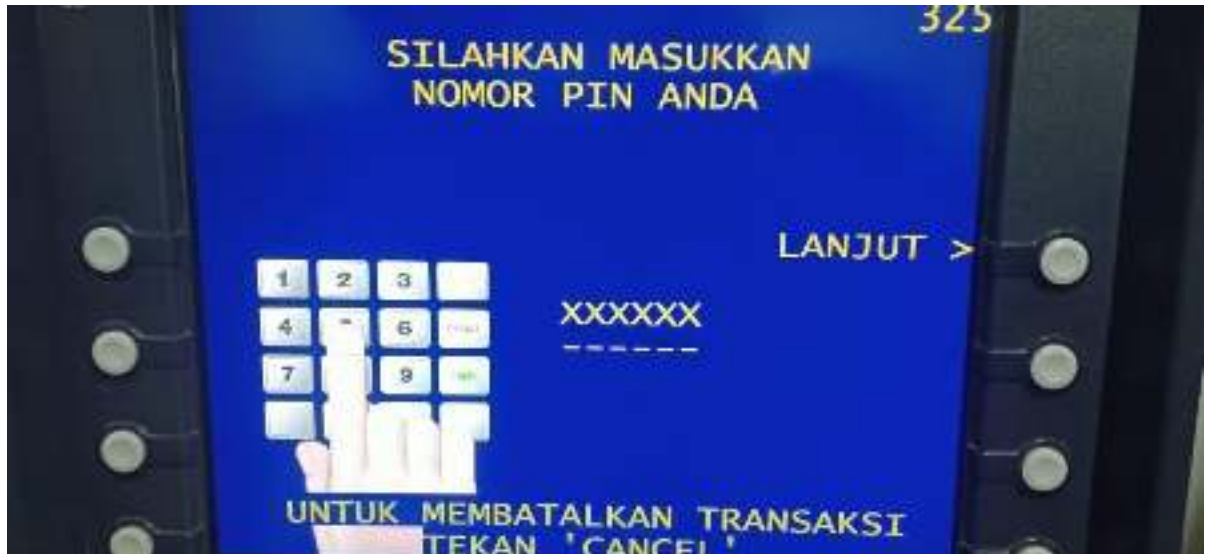 325
SILAHKAN MASUKKAN
NOMOR PIN ANDA
LANJUT >
1 2 3
4 6
7 9
XXXXXX
------
UNTUK MEMBATALKAN TRANSAKSI
TEKAN 'CANCEL'